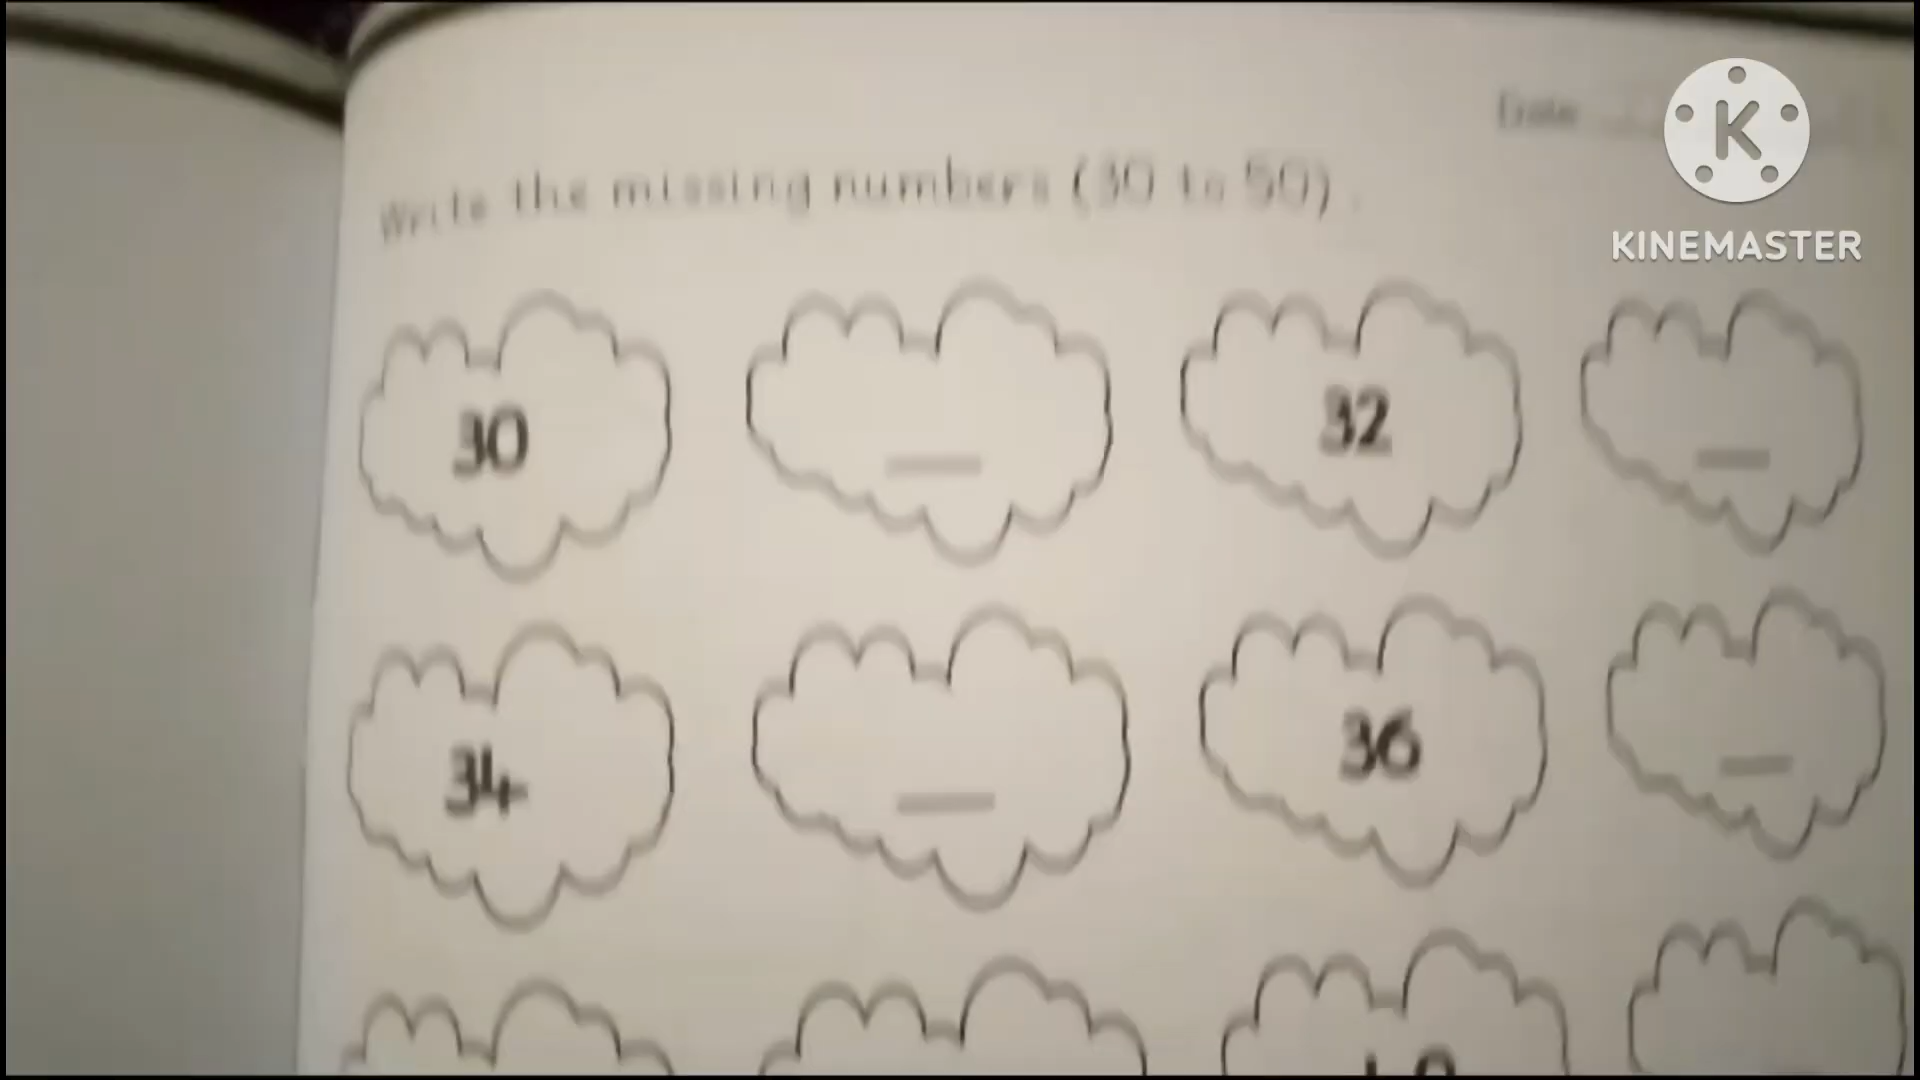 Date
K
KINEMASTER
Write the missing numbers (30 to 50).
30 32
34 36